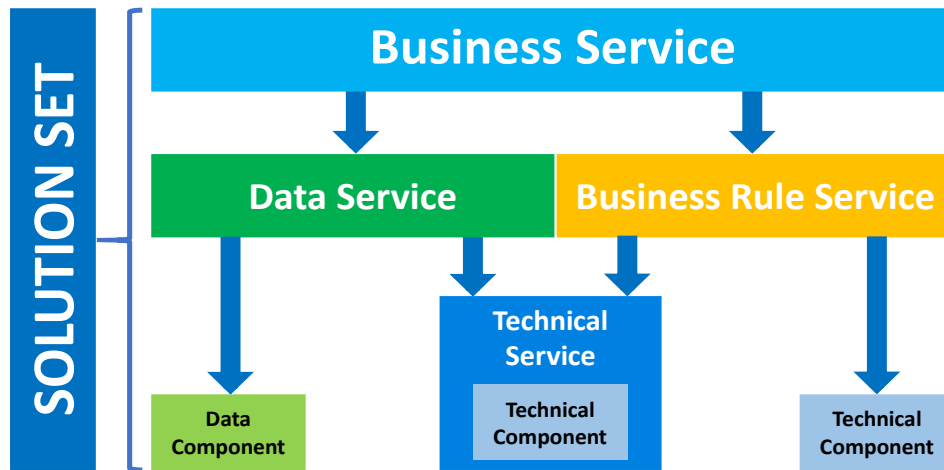 SOLUTION SET
Business Service
Data Service
Business Rule Service
Technical
Service
Data
Component
Technical
Component
Technical
Component